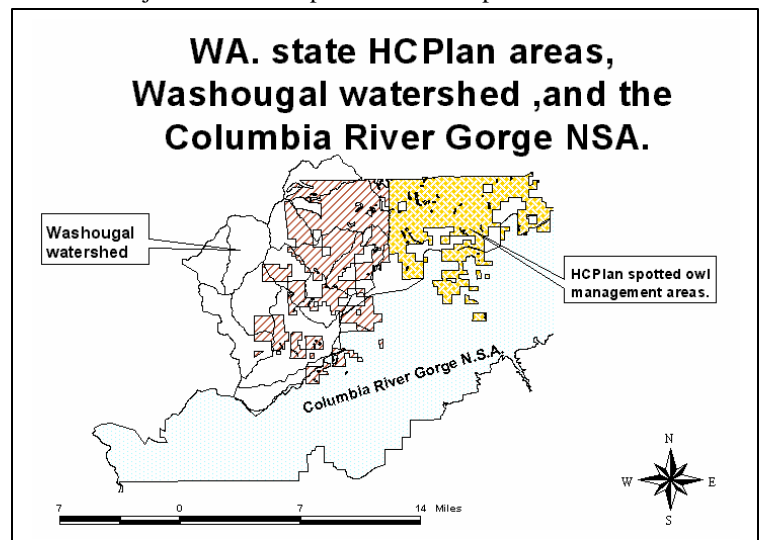 WA. state HCPlan areas,
Washougal watershed ,and the
Columbia River Gorge NSA.
Washougal
watershed
HCPlan spotted owl
management areas.
Columbia River Gorge N.S.A.
N
W E
S
7 0 7 14 Miles